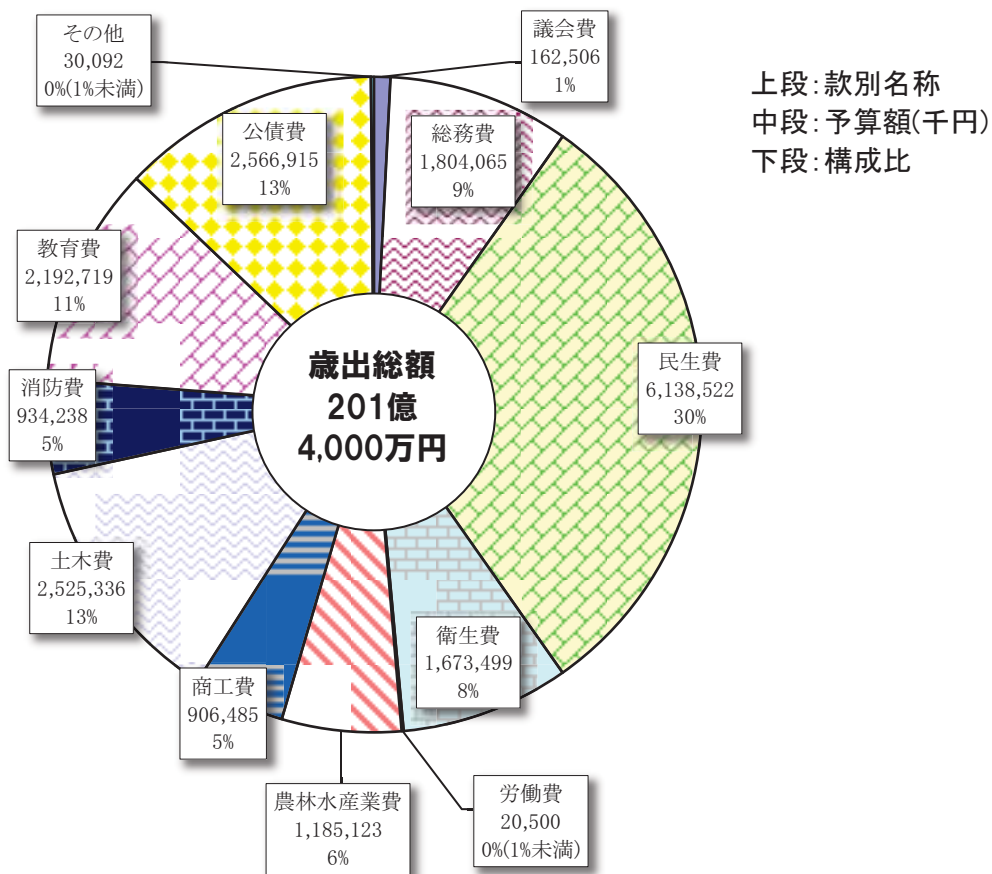 その他
30,092
0%(1%未満)
議会費
162,506
1%
上段:款別名称
中段:予算額(千円)
下段:構成比
公債費
2,566,915
13%
総務費
1,804,065
9%
教育費
2,192,719
11%
民生費
6,138,522
30%
歳出総額
201億
4,000万円
消防費
934,238
5%
土木費
2,525,336
13%
衛生費
1,673,499
8%
商工費
906,485
5%
農林水産業費
1,185,123
6%
労働費
20,500
0%(1%未満)